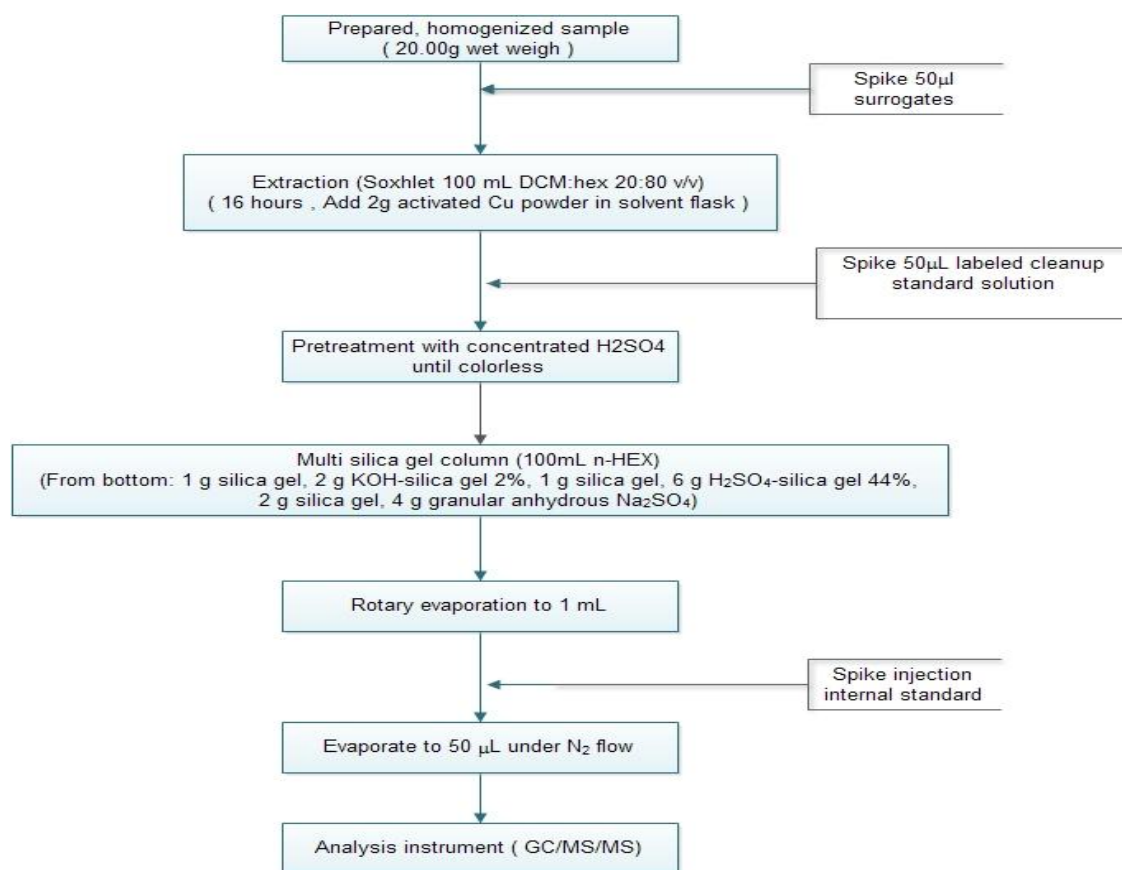 Prepared, homogenized sample
( 20.00g wet weigh )
Spike 50μl
surrogates
Extraction (Soxhlet 100 mL DCM:hex 20:80 v/v)
( 16 hours , Add 2g activated Cu powder in solvent flask )
Spike 50μL labeled cleanup
standard solution
Pretreatment with concentrated H2SO4
until colorless
Multi silica gel column (100mL n-HEX)
(From bottom: 1 g silica gel, 2 g KOH-silica gel 2%, 1 g silica gel, 6 g H₂SO₄-silica gel 44%,
2 g silica gel, 4 g granular anhydrous Na₂SO₄)
Rotary evaporation to 1 mL
Spike injection
internal standard
Evaporate to 50 μL under N₂ flow
Analysis instrument ( GC/MS/MS)